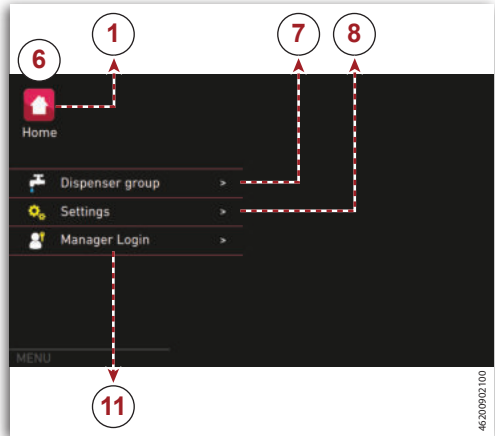 1
7
8
6
Home
Dispenser group >
Settings >
Manager Login >
MENU
11
46200902100